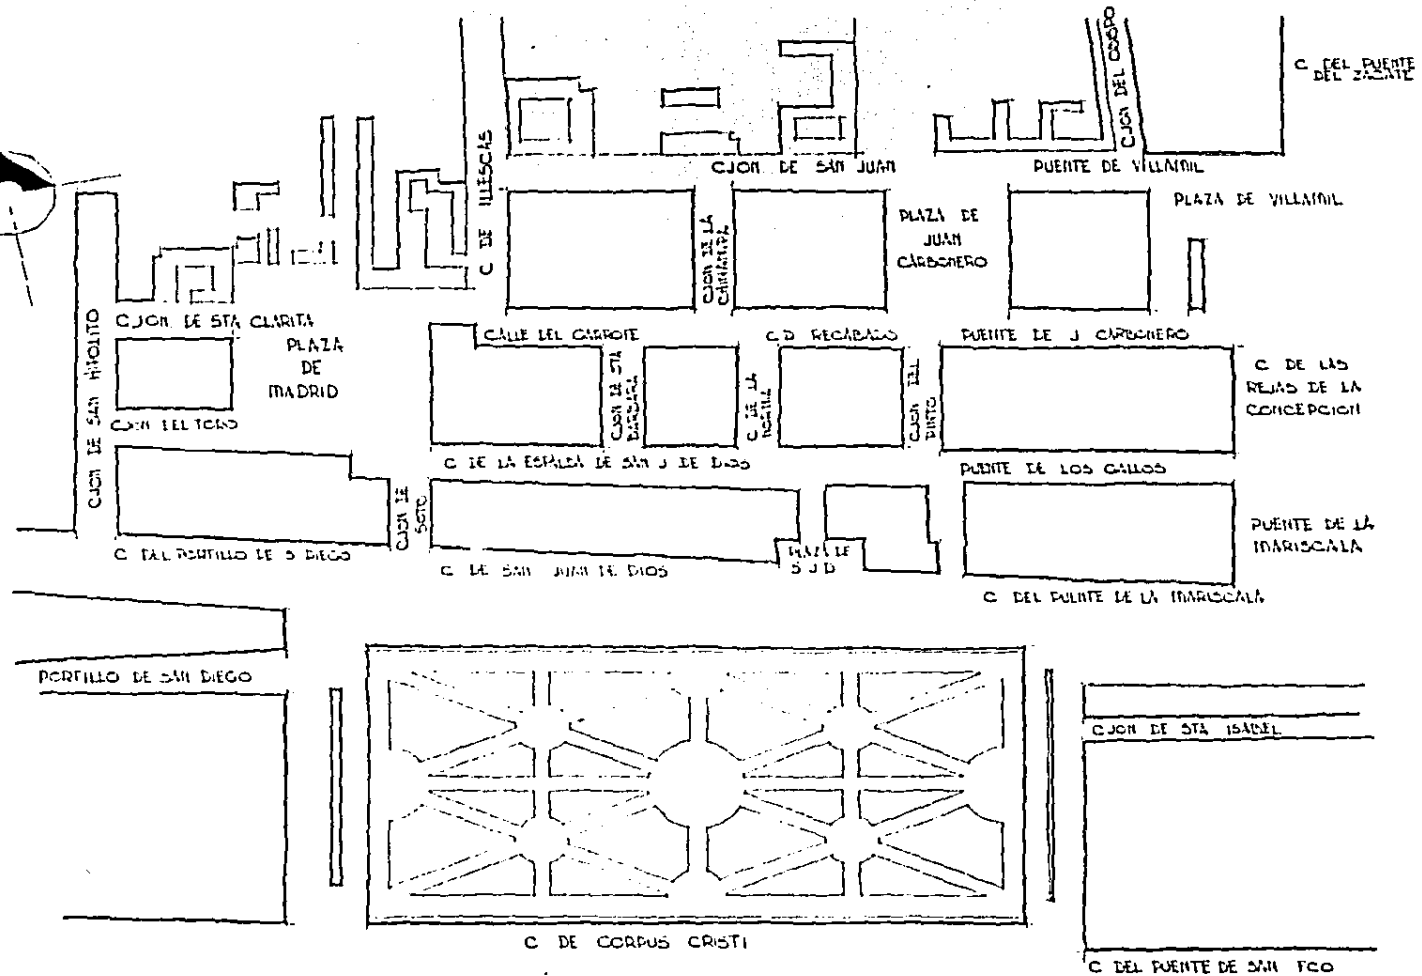 C DEL PUENTE
DEL ZACATE
CJON DEL OBISPO
C DE ILLESCAS
CJON DE SAN JUAN
PUENTE DE VILLAMIL
PLAZA DE VILLAMIL
PLAZA DE
JUAN
CARBONERO
CJON DE LA
CHINAMPA
CJON DE STA CLARITA
PLAZA
DE
MADRID
CJON DE SAN HIPOLITO
CALLE DEL GARROTE
C D RECABADO
PUENTE DE J CARBONERO
C DE LAS
REJAS DE LA
CONCEPCION
CJON DE STA
BARBARA
C DE LA
CJON DEL
CJON DEL TORO
C DE LA ESPALDA DE SAN J DE DIOS
PUENTE DE LOS GALLOS
CJON DE
SOTO
PUENTE DE LA
MARISCALA
C DEL PORTILLO DE S DIEGO
C DE SAN JUAN DE DIOS
PLAZA DE
S J D
C DEL PUENTE DE LA MARISCALA
PORTILLO DE SAN DIEGO
CJON DE STA ISABEL
C DE CORPUS CRISTI
C DEL PUENTE DE SAN FCO